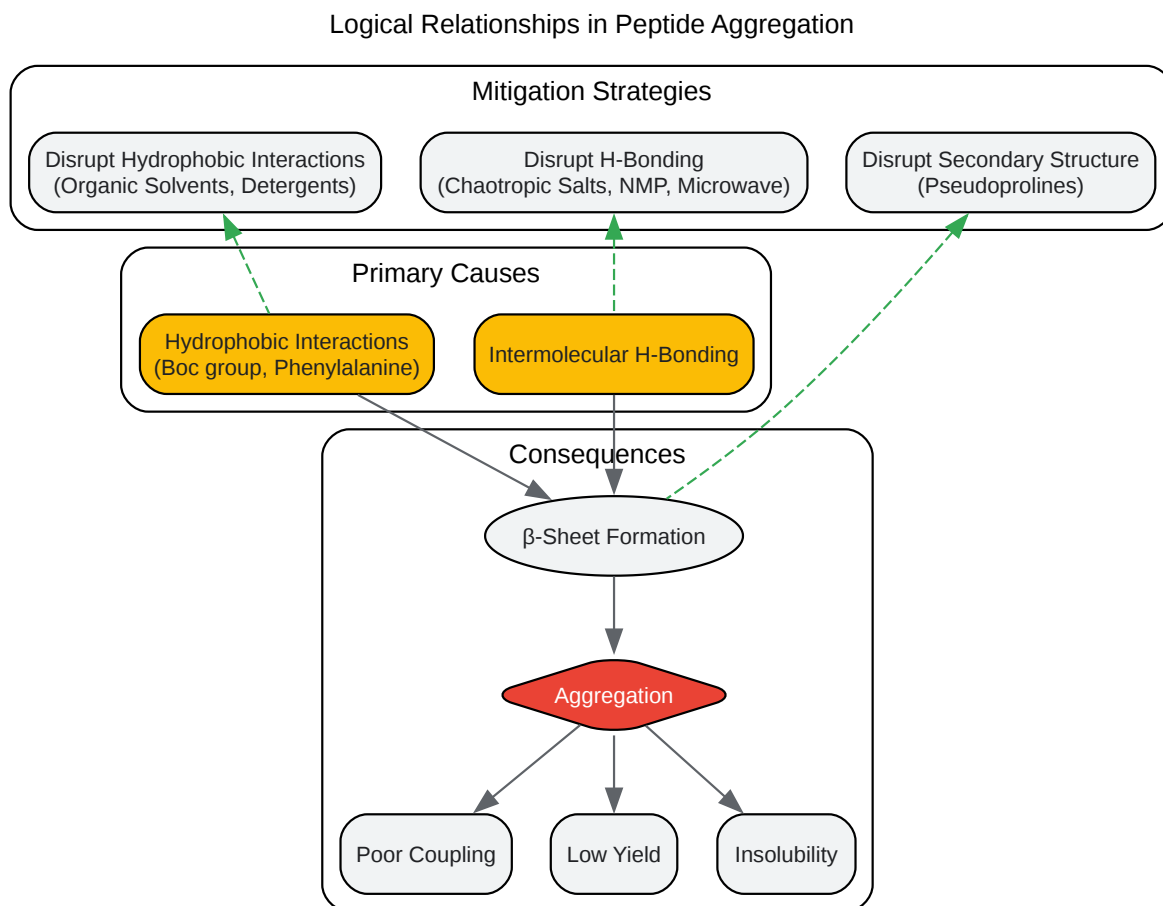 Logical Relationships in Peptide Aggregation
Mitigation Strategies
Disrupt Hydrophobic Interactions
(Organic Solvents, Detergents)
Disrupt H-Bonding
(Chaotropic Salts, NMP, Microwave)
Disrupt Secondary Structure
(Pseudoprolines)
Primary Causes
Hydrophobic Interactions
(Boc group, Phenylalanine)
Intermolecular H-Bonding
Consequences
β-Sheet Formation
Aggregation
Poor Coupling
Low Yield
Insolubility